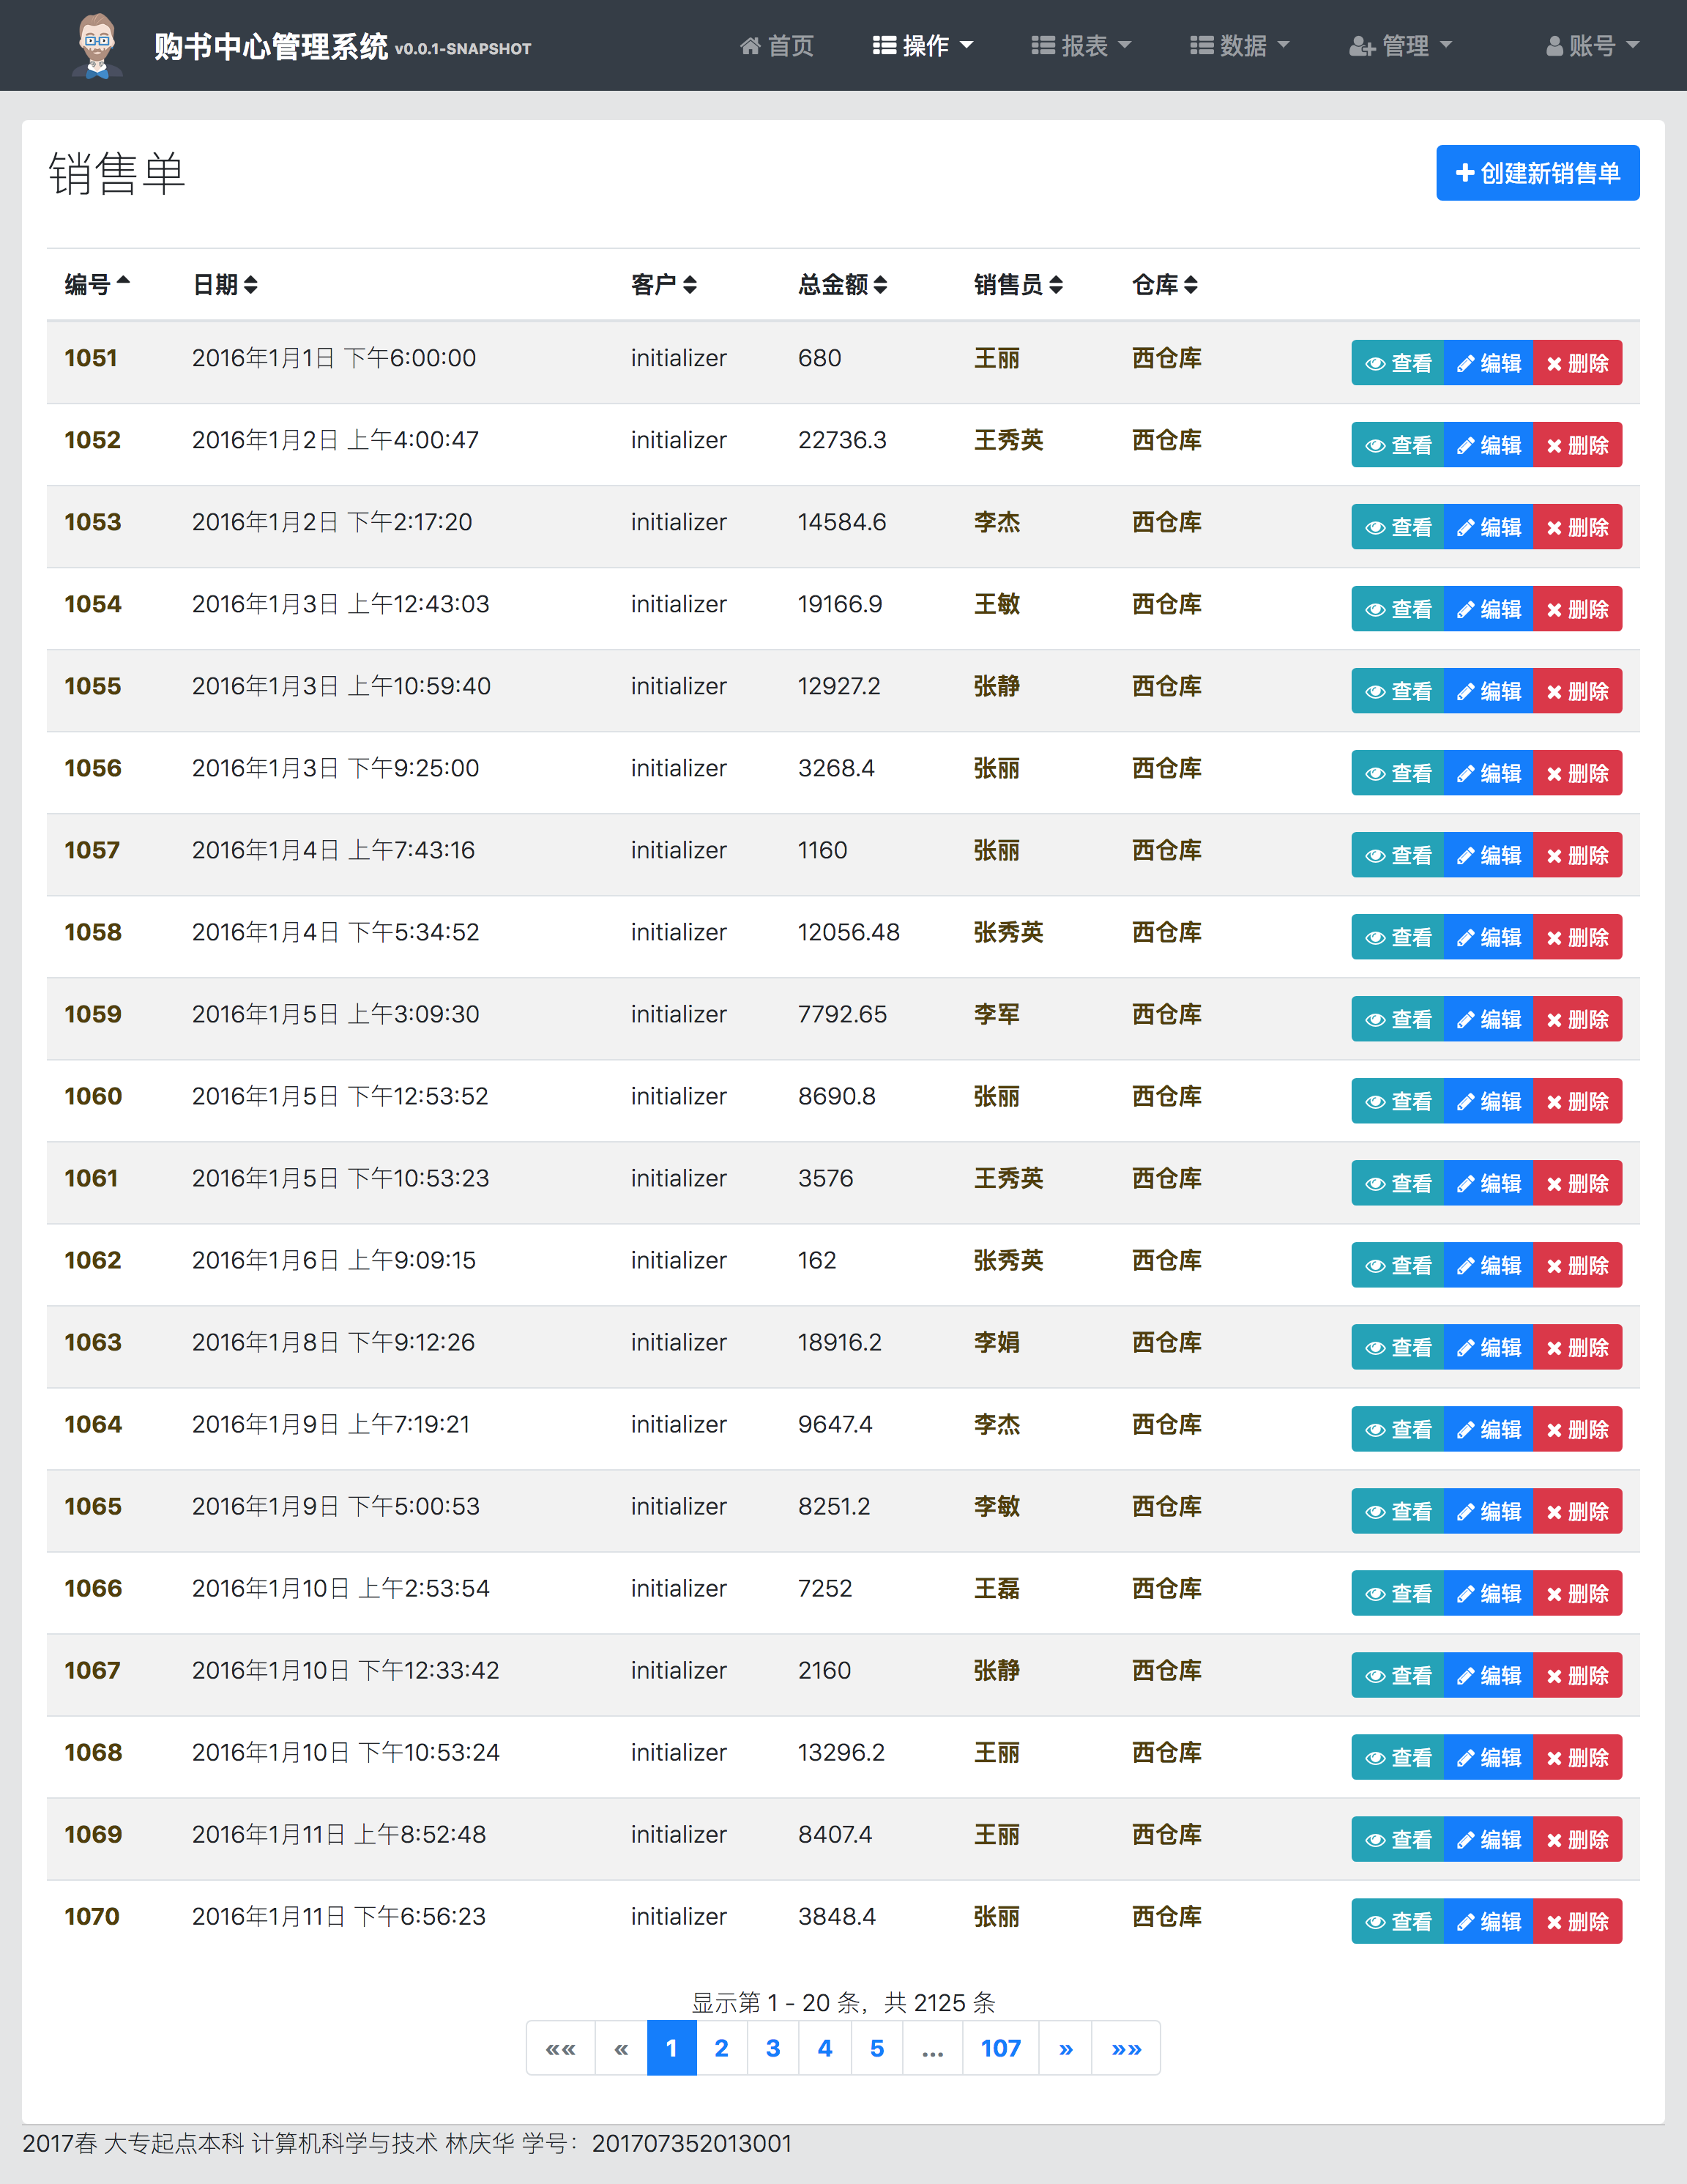 购书中心管理系统 v0.0.1-SNAPSHOT 首页 操作 报表 数据 管理 账号
销售单 创建新销售单
编号 日期 客户 总金额 销售员 仓库
1051 2016年1月1日 下午6:00:00 initializer 680 王丽 西仓库 查看 编辑 删除
1052 2016年1月2日 上午4:00:47 initializer 22736.3 王秀英 西仓库 查看 编辑 删除
1053 2016年1月2日 下午2:17:20 initializer 14584.6 李杰 西仓库 查看 编辑 删除
1054 2016年1月3日 上午12:43:03 initializer 19166.9 王敏 西仓库 查看 编辑 删除
1055 2016年1月3日 上午10:59:40 initializer 12927.2 张静 西仓库 查看 编辑 删除
1056 2016年1月3日 下午9:25:00 initializer 3268.4 张丽 西仓库 查看 编辑 删除
1057 2016年1月4日 上午7:43:16 initializer 1160 张丽 西仓库 查看 编辑 删除
1058 2016年1月4日 下午5:34:52 initializer 12056.48 张秀英 西仓库 查看 编辑 删除
1059 2016年1月5日 上午3:09:30 initializer 7792.65 李军 西仓库 查看 编辑 删除
1060 2016年1月5日 下午12:53:52 initializer 8690.8 张丽 西仓库 查看 编辑 删除
1061 2016年1月5日 下午10:53:23 initializer 3576 王秀英 西仓库 查看 编辑 删除
1062 2016年1月6日 上午9:09:15 initializer 162 张秀英 西仓库 查看 编辑 删除
1063 2016年1月8日 下午9:12:26 initializer 18916.2 李娟 西仓库 查看 编辑 删除
1064 2016年1月9日 上午7:19:21 initializer 9647.4 李杰 西仓库 查看 编辑 删除
1065 2016年1月9日 下午5:00:53 initializer 8251.2 李敏 西仓库 查看 编辑 删除
1066 2016年1月10日 上午2:53:54 initializer 7252 王磊 西仓库 查看 编辑 删除
1067 2016年1月10日 下午12:33:42 initializer 2160 张静 西仓库 查看 编辑 删除
1068 2016年1月10日 下午10:53:24 initializer 13296.2 王丽 西仓库 查看 编辑 删除
1069 2016年1月11日 上午8:52:48 initializer 8407.4 王丽 西仓库 查看 编辑 删除
1070 2016年1月11日 下午6:56:23 initializer 3848.4 张丽 西仓库 查看 编辑 删除
显示第 1 - 20 条，共 2125 条
«« « 1 2 3 4 5 ... 107 » »»
2017春 大专起点本科 计算机科学与技术 林庆华 学号：201707352013001